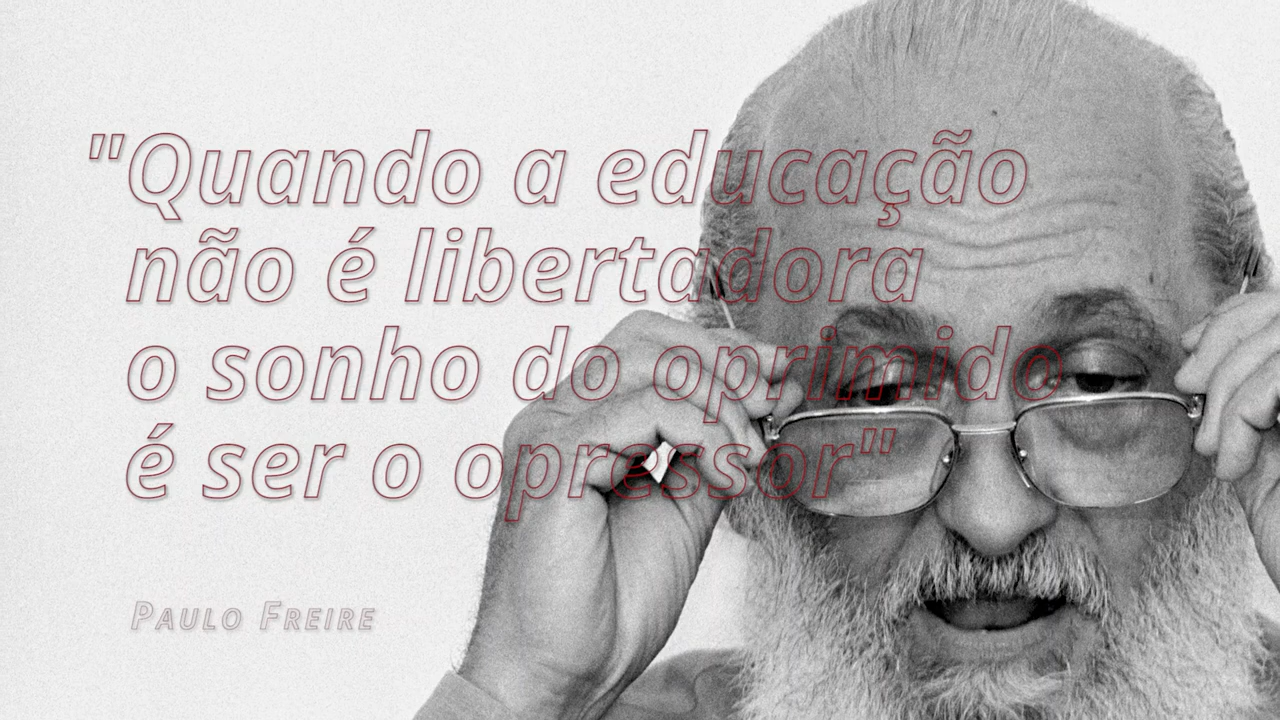 "Quando a educação
não é libertadora
o sonho do oprimido
é ser o opressor"
Paulo Freire